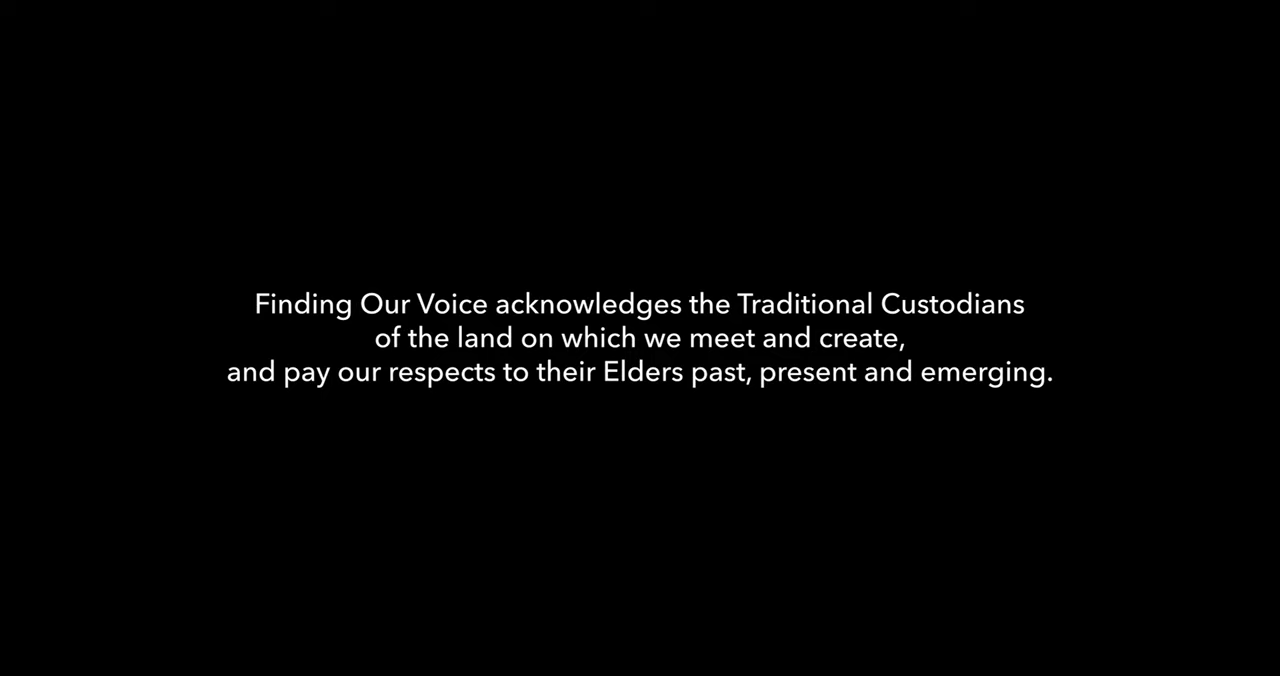 Finding Our Voice acknowledges the Traditional Custodians
of the land on which we meet and create,
and pay our respects to their Elders past, present and emerging.